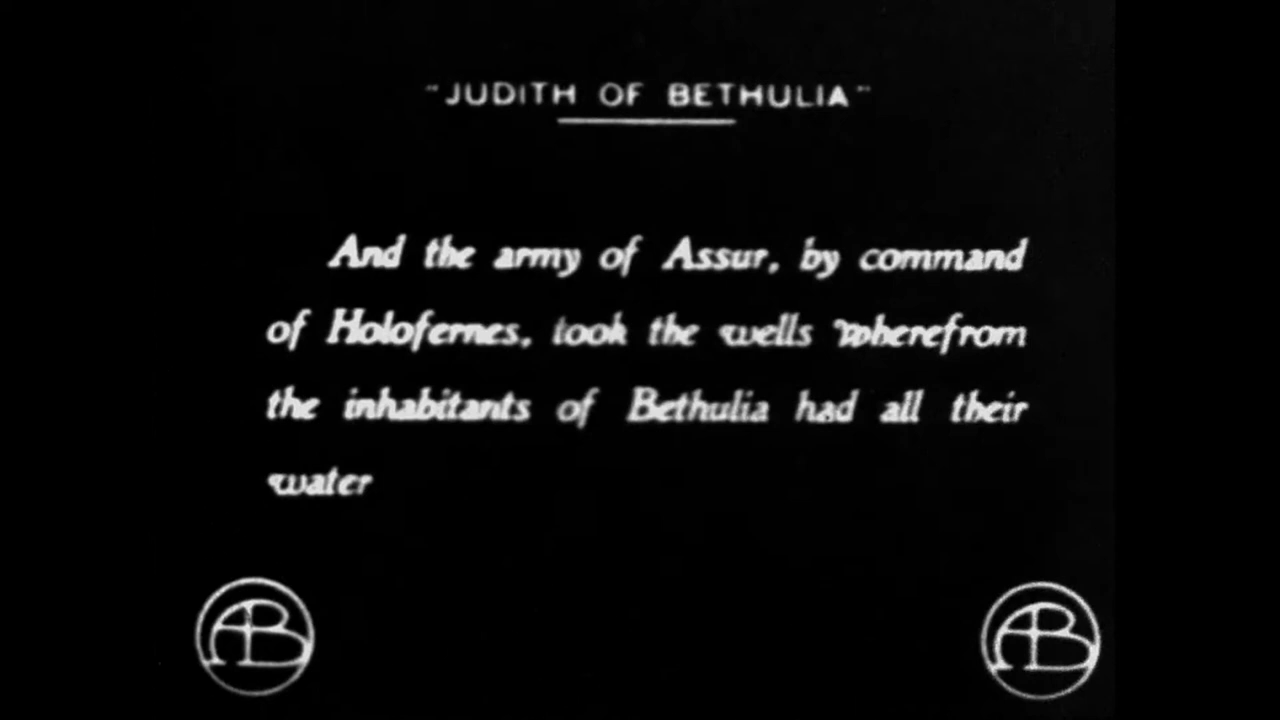 "JUDITH OF BETHULIA"
And the army of Assur, by command
of Holofernes, took the wells wherefrom
the inhabitants of Bethulia had all their
water
AB
AB